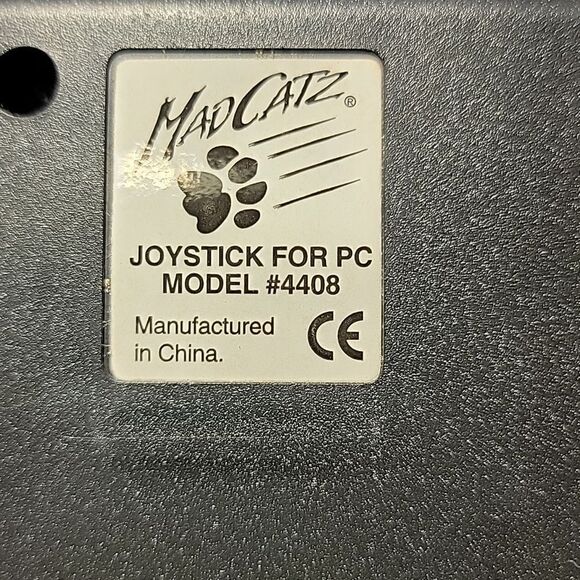 MADCATZ®
JOYSTICK FOR PC
MODEL #4408
Manufactured
in China.
CE